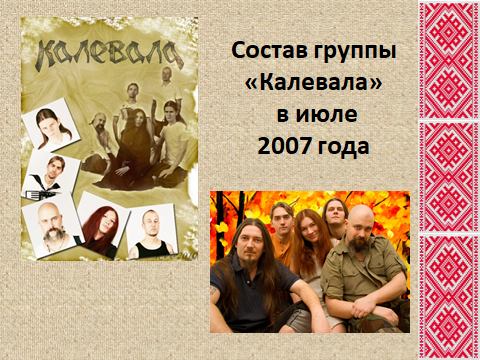 Калевала
Состав группы
«Калевала»
в июле
2007 года